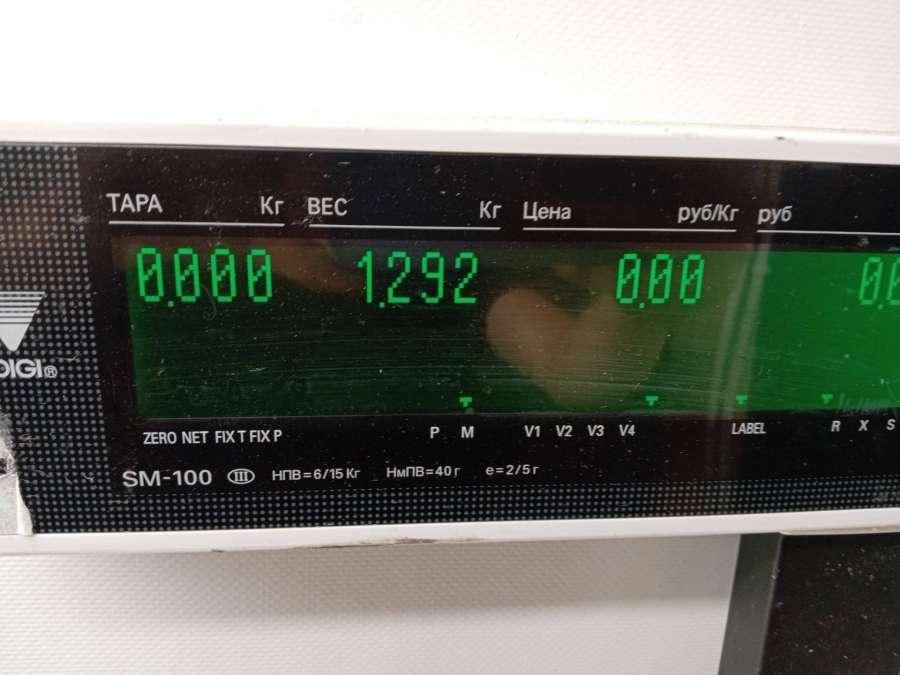 ТАРА Кг ВЕС Кг Цена руб/Кг руб
0.000 1.292 0.00
DIGI®
ZERO NET FIX T FIX P P M V1 V2 V3 V4 LABEL R X S
SM-100 III НПВ=6/15 Кг НмПВ=40 г e=2/5 г